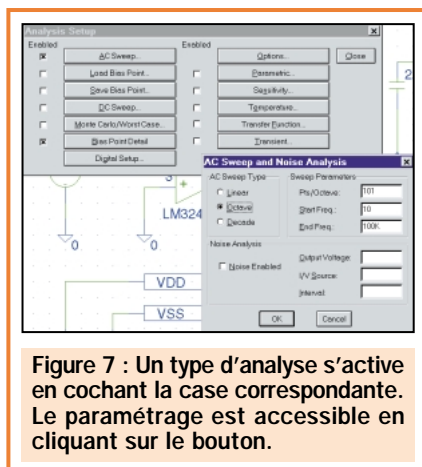 Analysis Setup
Enabled
Enabled
AC Sweep...
Options...
Close
Load Bias Point...
Parametric...
2
Save Bias Point...
Sensitivity...
DC Sweep...
Temperature...
Monte Carlo/Worst Case...
Transfer Function...
Bias Point Detail
Transient...
Digital Setup...
AC Sweep and Noise Analysis
AC Sweep Type
Sweep Parameters
Linear
Pts/Octave:
101
Octave
Start Freq.:
10
Decade
End Freq.:
100K
3
+
LM324
0
0
Noise Analysis
Noise Enabled
Output Voltage:
I/V Source:
Interval:
VDD
VSS
OK
Cancel
Figure 7 : Un type d'analyse s'active
en cochant la case correspondante.
Le paramétrage est accessible en
cliquant sur le bouton.